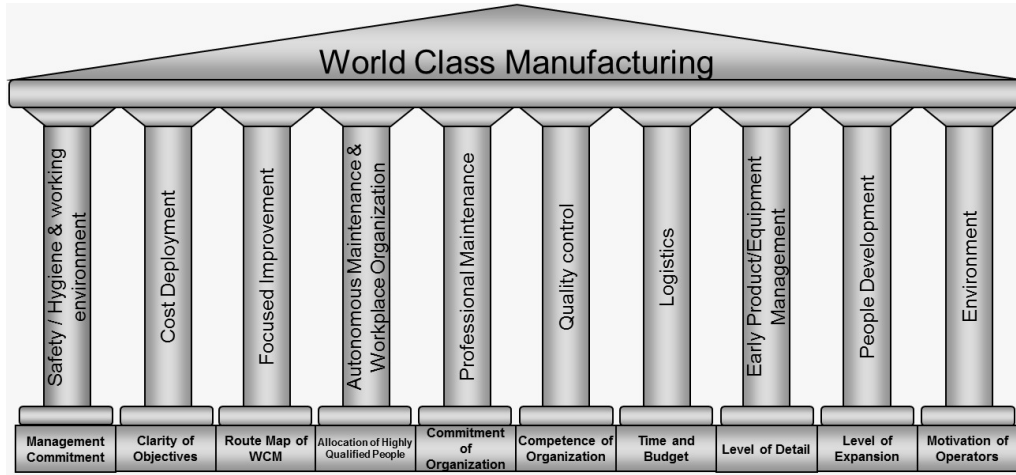 World Class Manufacturing
Safety / Hygiene & working
environment
Cost Deployment
Focused Improvement
Autonomous Maintenance &
Workplace Organization
Professional Maintenance
Quality control
Logistics
Early Product/Equipment
Management
People Development
Environment
Management
Commitment
Clarity of
Objectives
Route Map of
WCM
Allocation of Highly
Qualified People
Commitment
of
Organization
Competence of
Organization
Time and
Budget
Level of Detail
Level of
Expansion
Motivation of
Operators